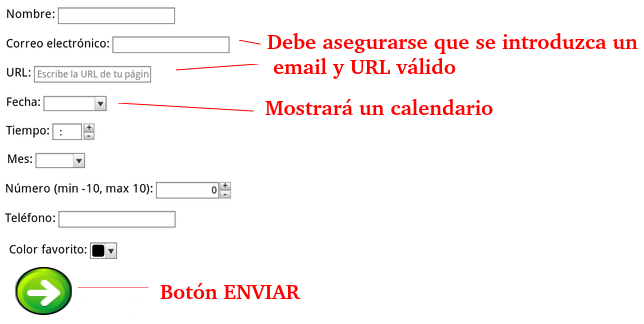 Nombre:
Correo electrónico:
Debe asegurarse que se introduzca un
email y URL válido
URL: Escribe la URL de tu págin
Fecha:
Mostrará un calendario
Tiempo: :
Mes:
Número (min -10, max 10): 0
Teléfono:
Color favorito:
Botón ENVIAR